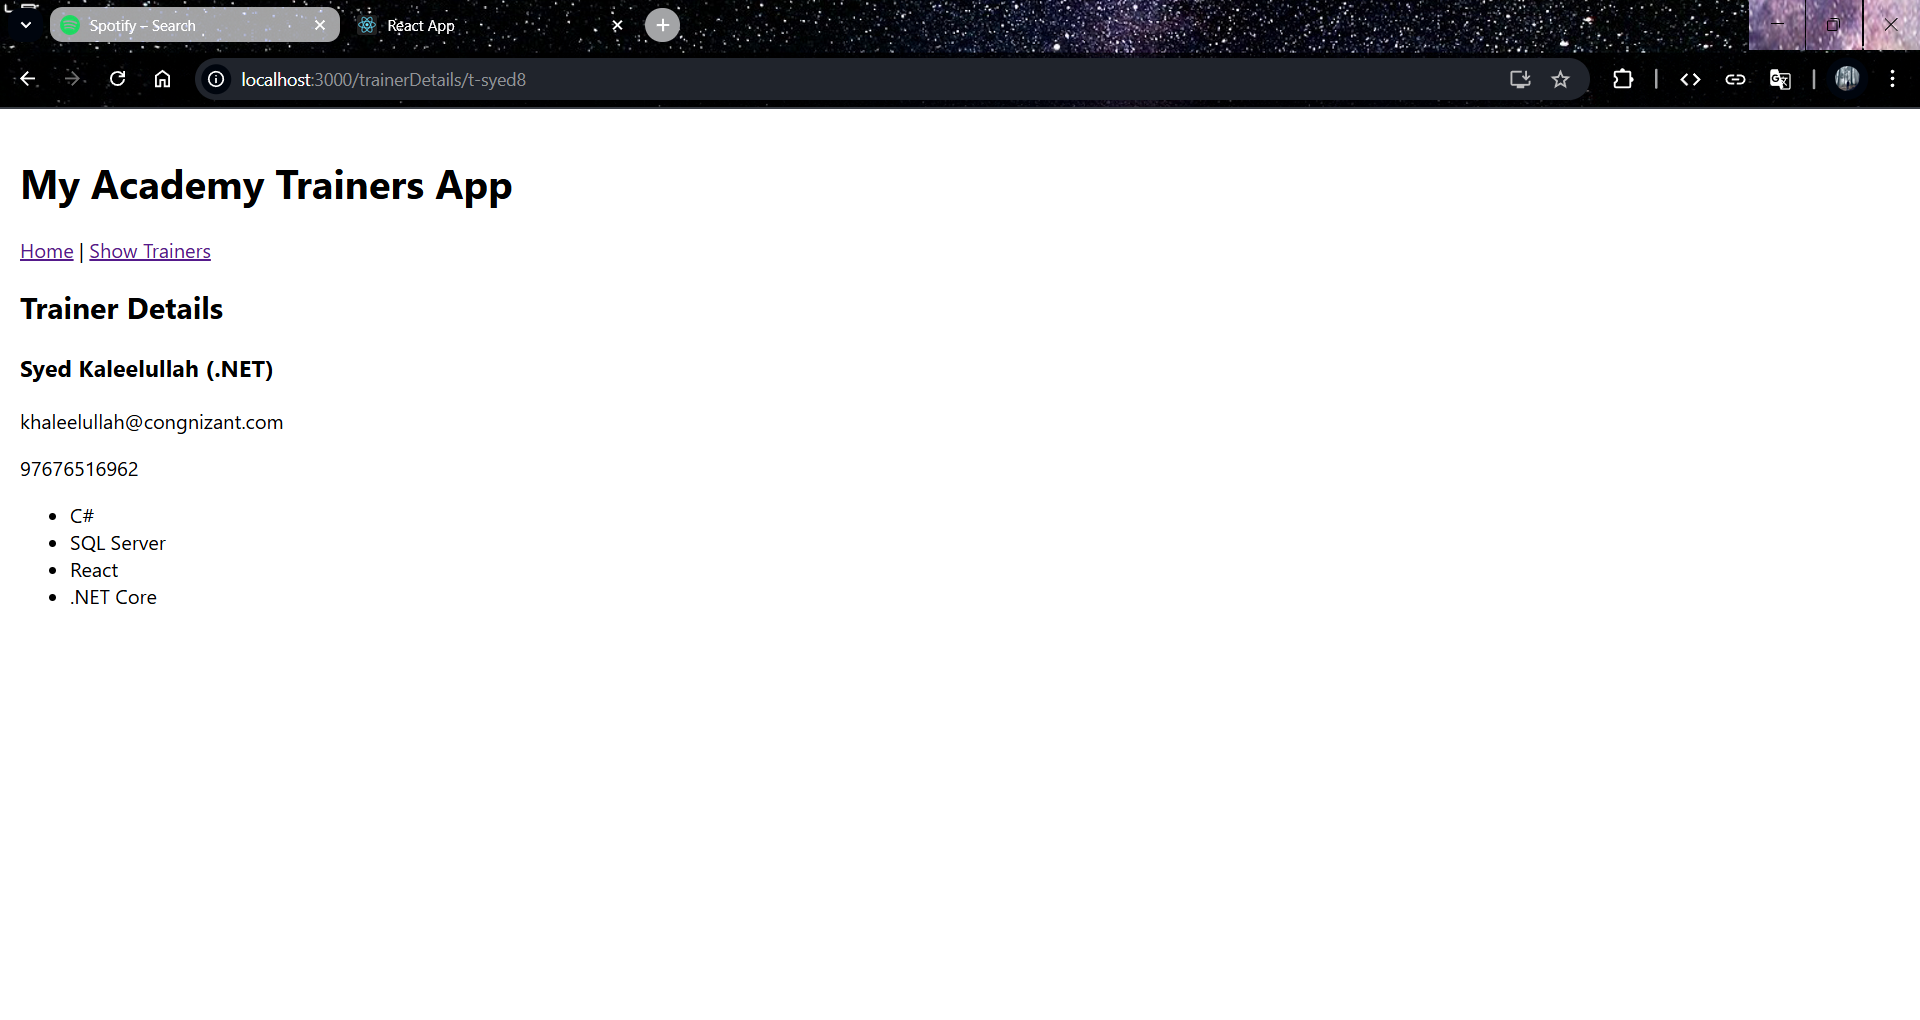 Spotify – Search
React App
localhost:3000/trainerDetails/t-syed8
My Academy Trainers App
Home | Show Trainers
Trainer Details
Syed Kaleelullah (.NET)
khaleelullah@congnizant.com
97676516962
C#
SQL Server
React
.NET Core